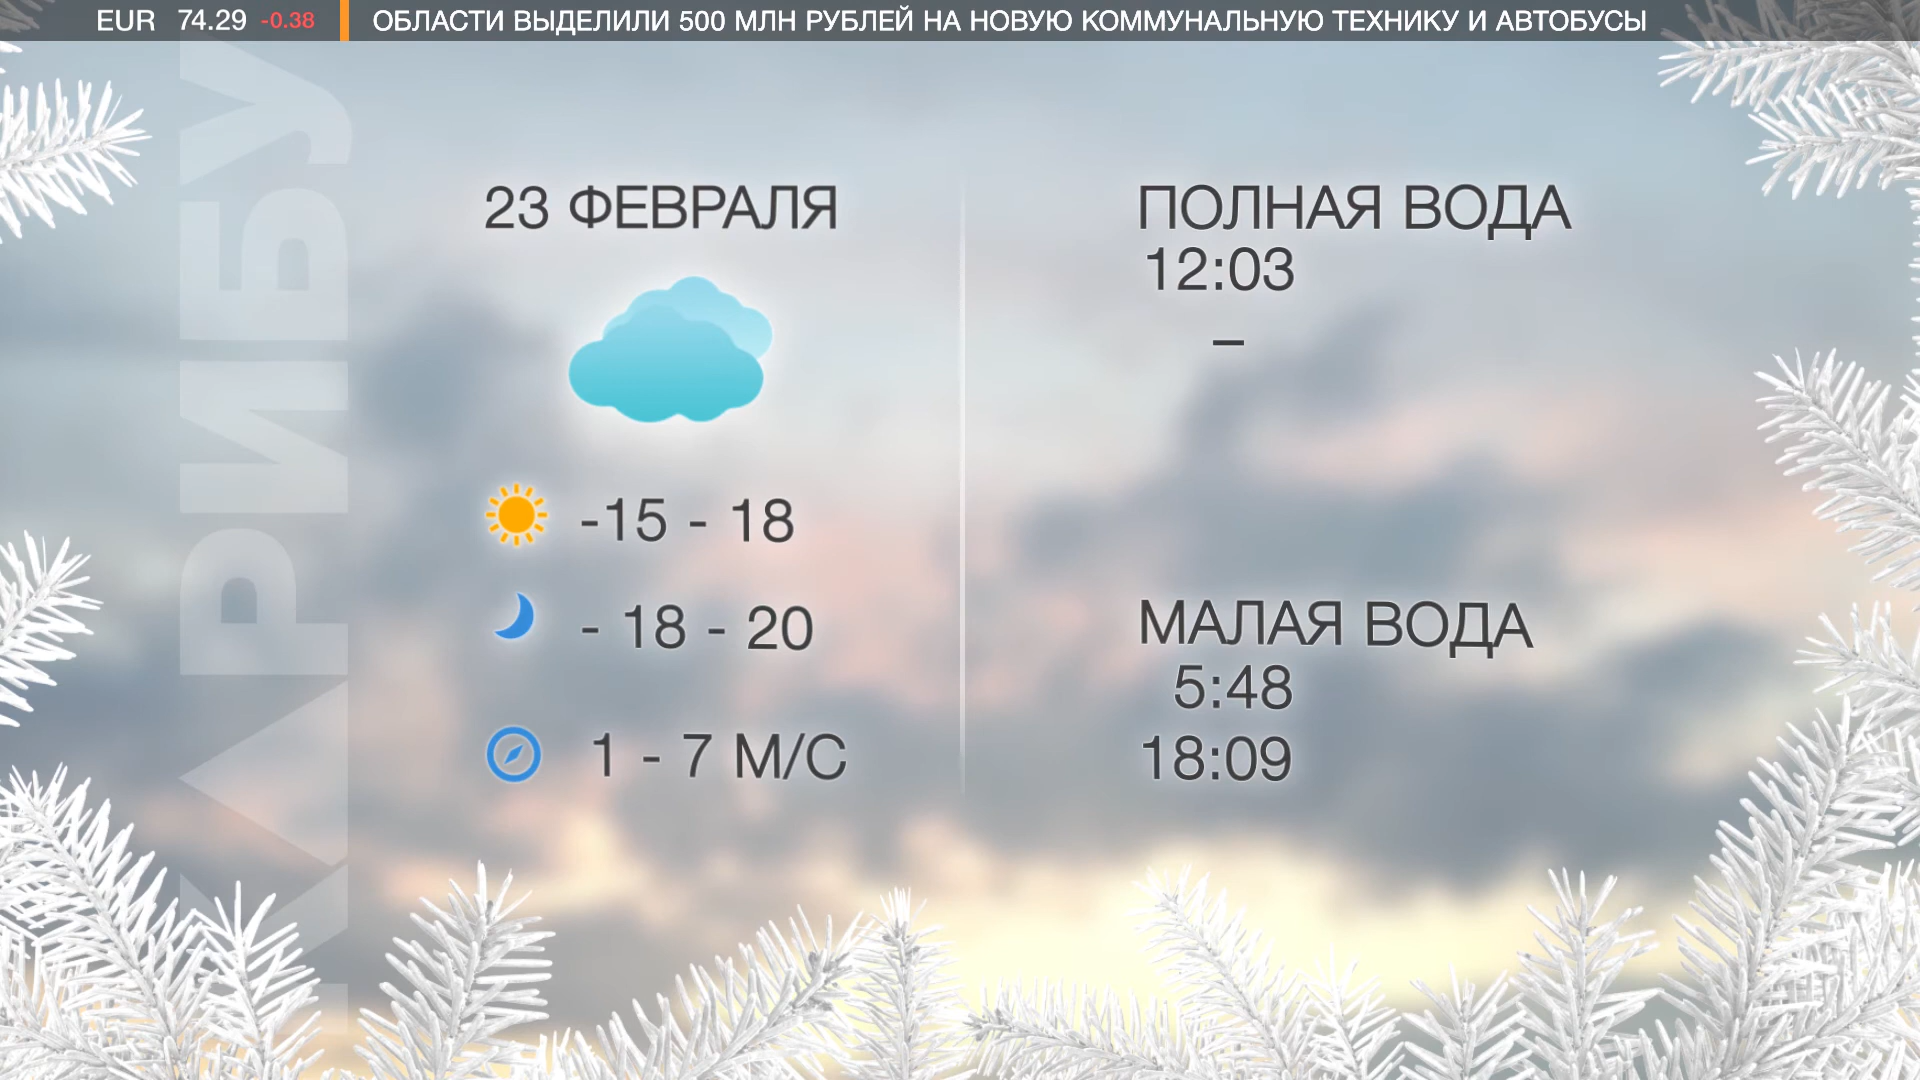 EUR 74.29 -0.38 ОБЛАСТИ ВЫДЕЛИЛИ 500 МЛН РУБЛЕЙ НА НОВУЮ КОММУНАЛЬНУЮ ТЕХНИКУ И АВТОБУСЫ
КАРИБУ
23 ФЕВРАЛЯ
-15 - 18
- 18 - 20
1 - 7 М/С
ПОЛНАЯ ВОДА
12:03
–
МАЛАЯ ВОДА
5:48
18:09